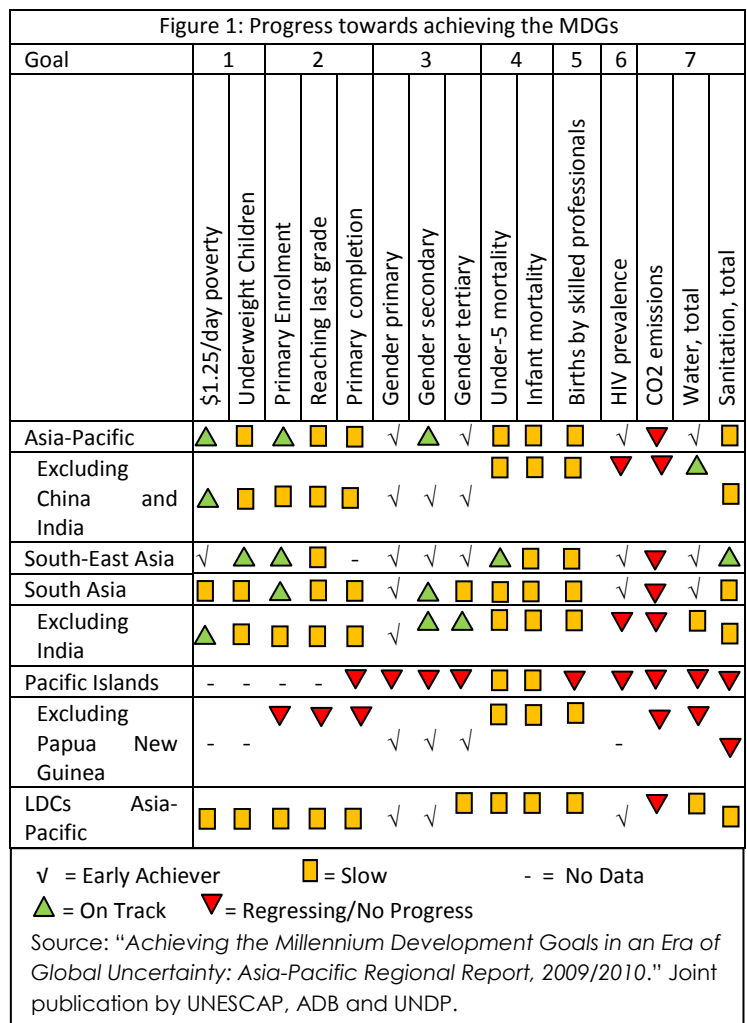 Figure 1: Progress towards achieving the MDGs
Goal 1 2 3 4 5 6 7
$1.25/day poverty
Underweight Children
Primary Enrolment
Reaching last grade
Primary completion
Gender primary
Gender secondary
Gender tertiary
Under-5 mortality
Infant mortality
Births by skilled professionals
HIV prevalence
CO2 emissions
Water, total
Sanitation, total
Asia-Pacific √ √ √ √
Excluding
China and √ √ √
India
South-East Asia √ - √ √ √ √ √
South Asia √ √ √
Excluding
India √
Pacific Islands - - - -
Excluding
Papua New - - √ √ √ -
Guinea
LDCs Asia-
Pacific √ √ √
√ = Early Achiever = Slow - = No Data
= On Track = Regressing/No Progress
Source: “Achieving the Millennium Development Goals in an Era of
Global Uncertainty: Asia-Pacific Regional Report, 2009/2010.” Joint
publication by UNESCAP, ADB and UNDP.